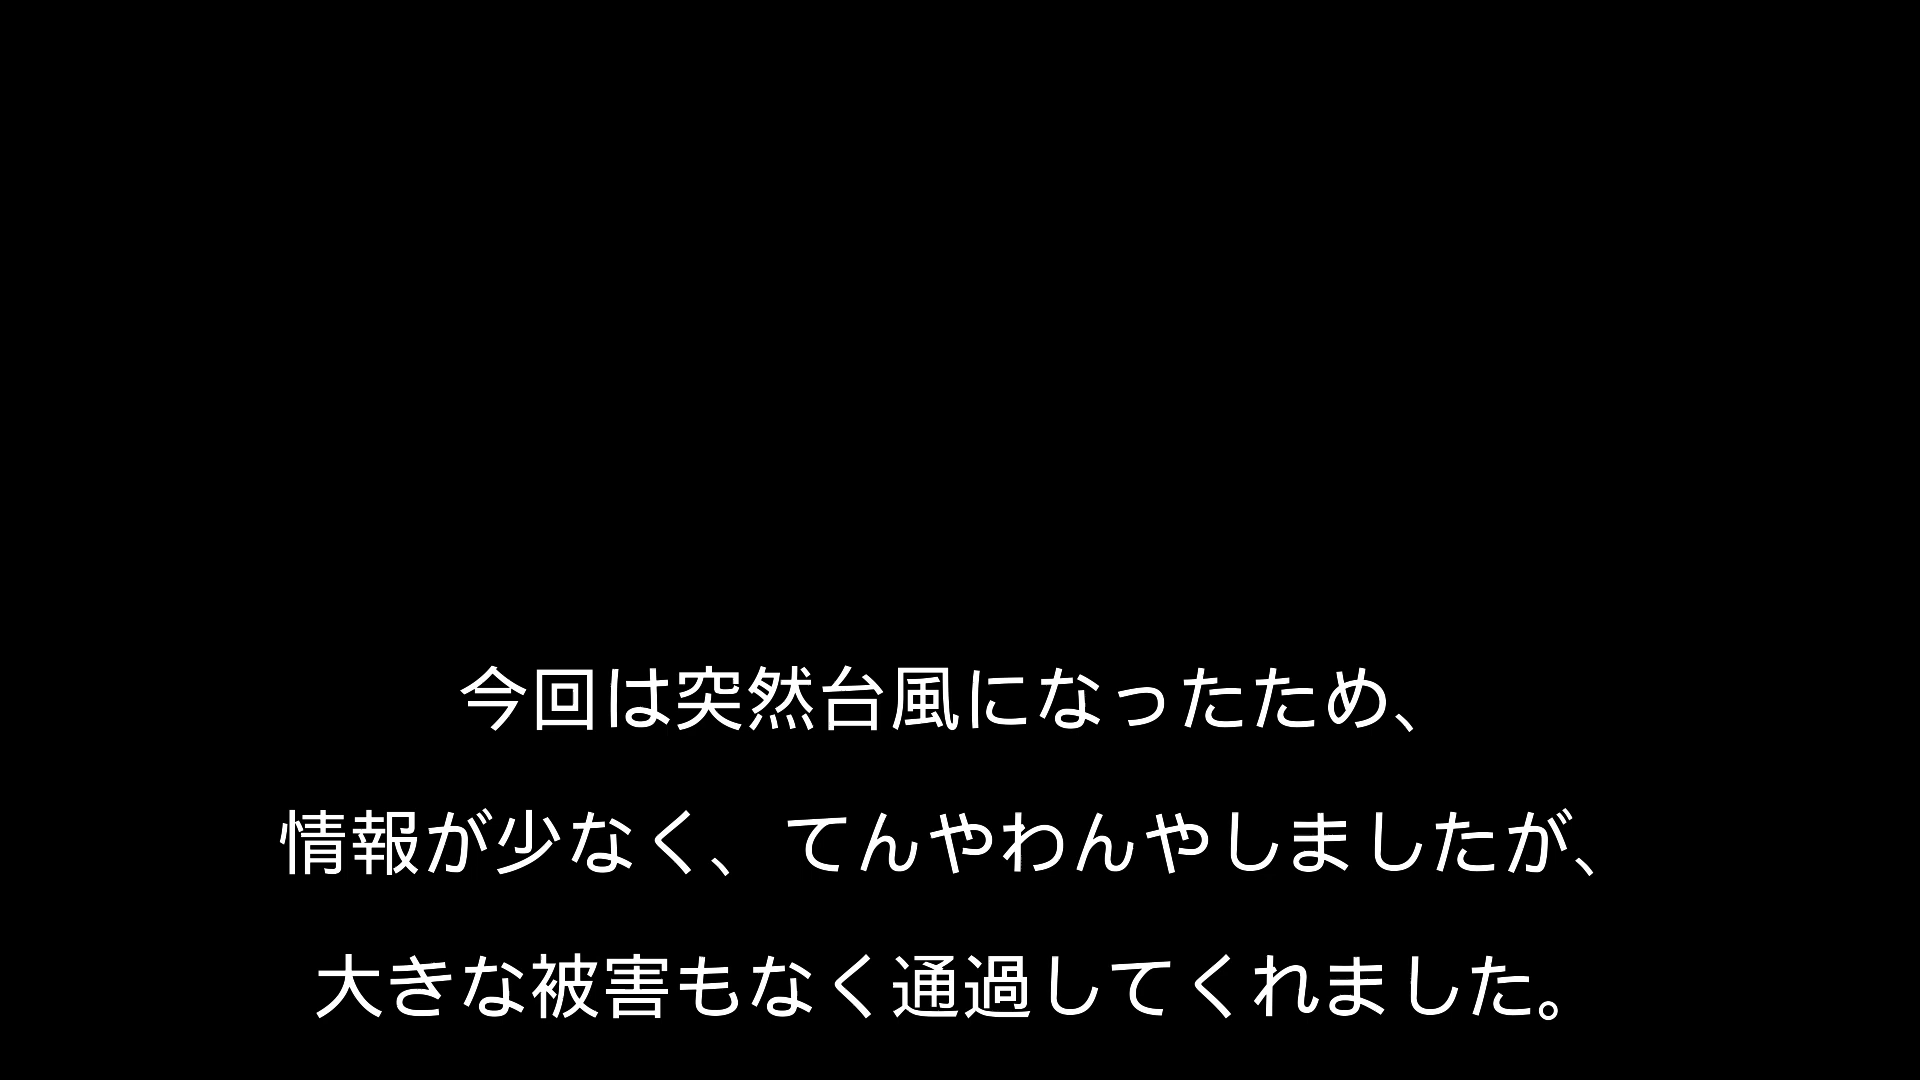 今回は突然台風になったため、
情報が少なく、てんやわんやしましたが、
大きな被害もなく通過してくれました。